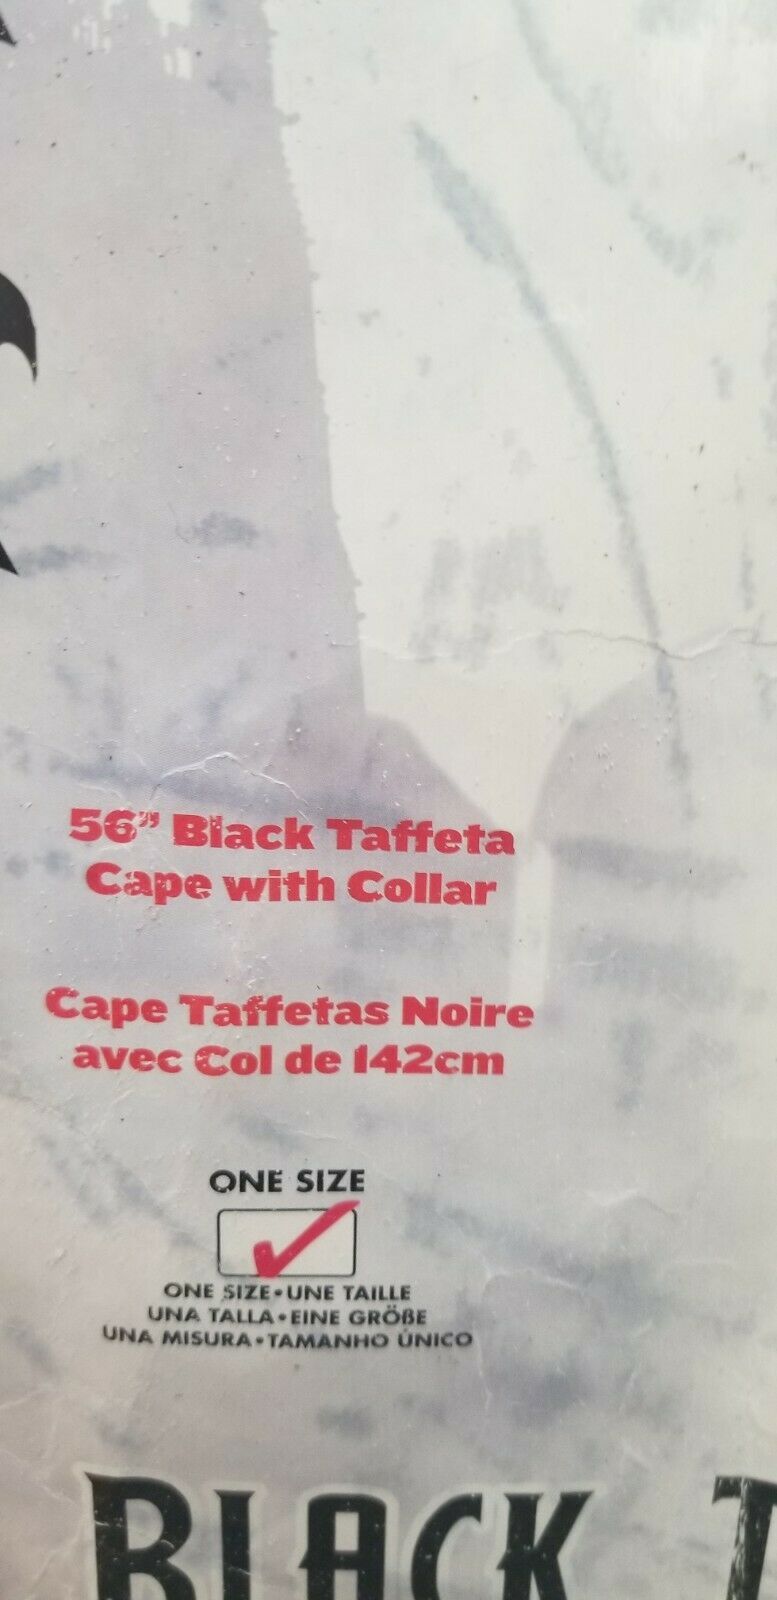 56” Black Taffeta
Cape with Collar
Cape Taffetas Noire
avec Col de 142cm
ONE SIZE
ONE SIZE•UNE TAILLE
UNA TALLA•EINE GRÖßE
UNA MISURA•TAMANHO ÚNICO
BLACK T